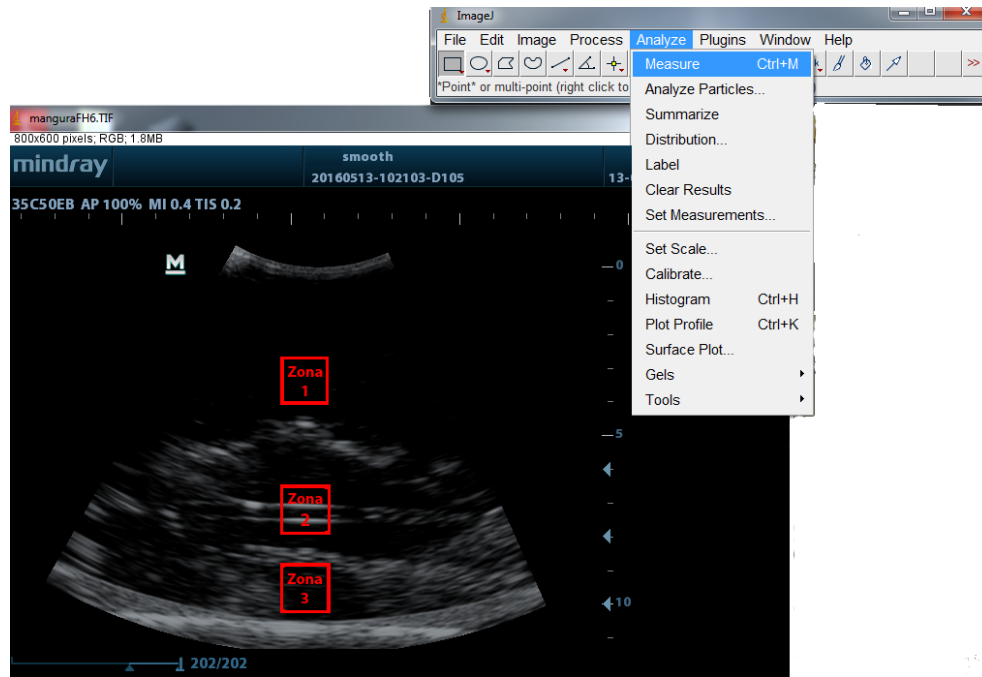 ImageJ
File Edit Image Process Analyze Plugins Window Help
*Point* or multi-point (right click to
Measure Ctrl+M
Analyze Particles...
Summarize
Distribution...
Label
Clear Results
Set Measurements...
Set Scale...
Calibrate...
Histogram Ctrl+H
Plot Profile Ctrl+K
Surface Plot...
Gels
Tools
manguraFH6.TIF
800x600 pixels; RGB; 1.8MB
mindray
smooth
20160513-102103-D105
13-
35C50EB AP 100% MI 0.4 TIS 0.2
M
0
Zona
1
5
Zona
2
Zona
3
10
202/202